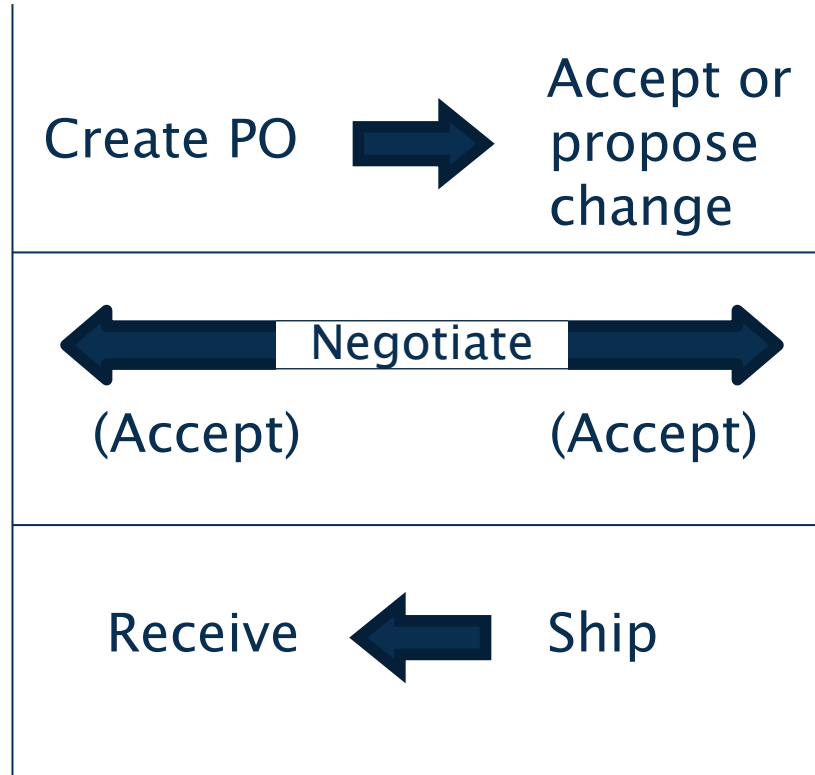 Create PO
Accept or
propose
change
Negotiate
(Accept)
(Accept)
Receive
Ship